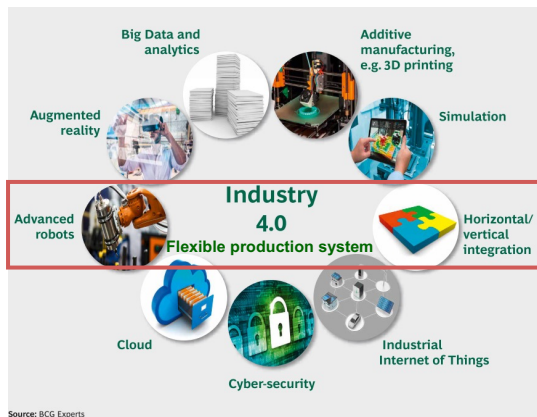 Big Data and
analytics
Additive
manufacturing,
e.g. 3D printing
Augmented
reality
Simulation
Industry
4.0
Flexible production system
Advanced
robots
Horizontal/
vertical
integration
Cloud
Cyber-security
Industrial
Internet of Things
Source: BCG Experts